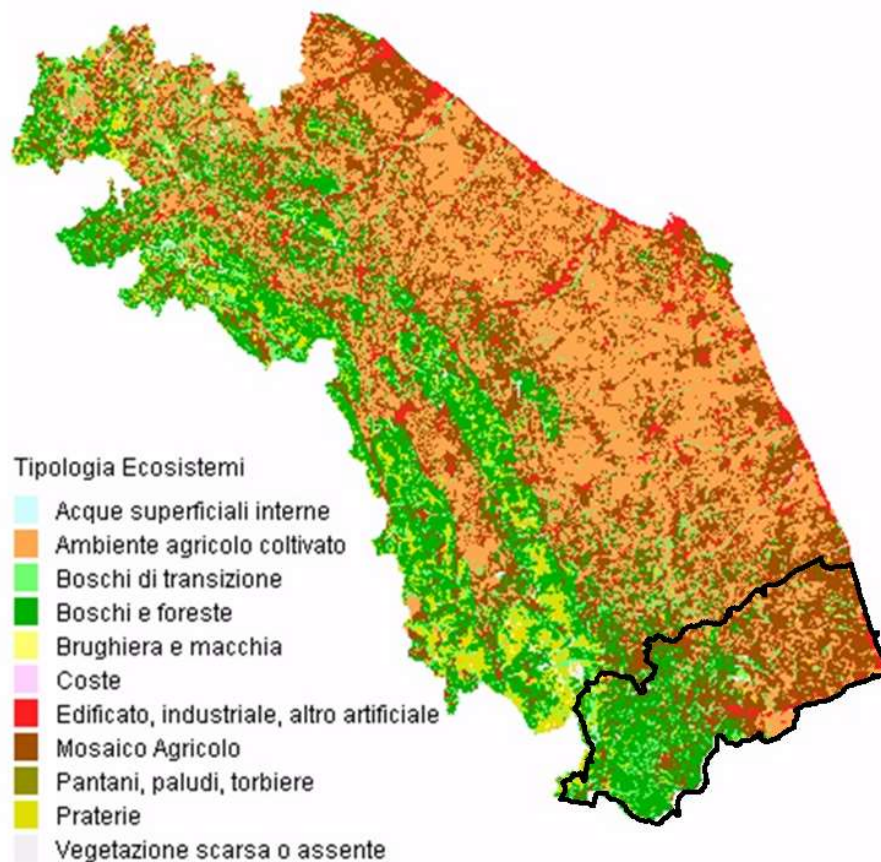 Tipologia Ecosistemi
Acque superficiali interne
Ambiente agricolo coltivato
Boschi di transizione
Boschi e foreste
Brughiera e macchia
Coste
Edificato, industriale, altro artificiale
Mosaico Agricolo
Pantani, paludi, torbiere
Praterie
Vegetazione scarsa o assente